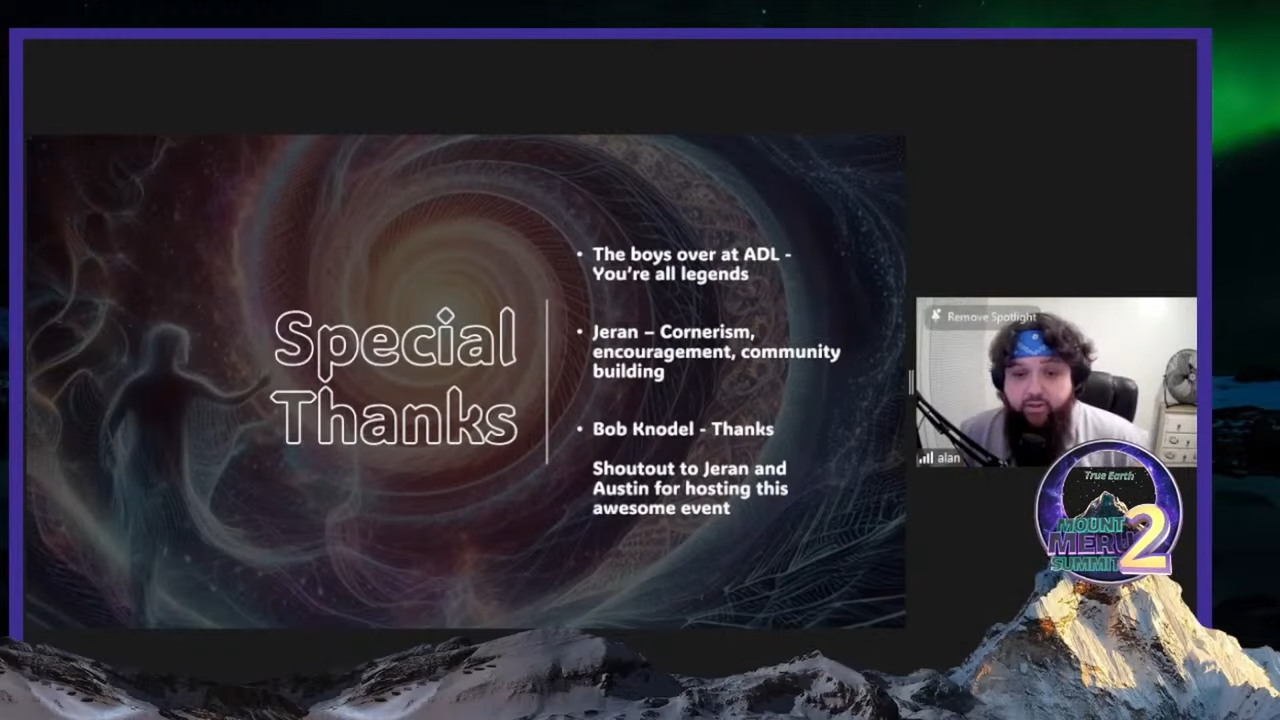 The boys over at ADL -
You're all legends
Special
Thanks
Jeran – Cornerism,
encouragement, community
building
Bob Knodel - Thanks
Shoutout to Jeran and
Austin for hosting this
awesome event
Remove Spotlight
alan
True Earth
MOUNT
MERU
SUMMIT
2